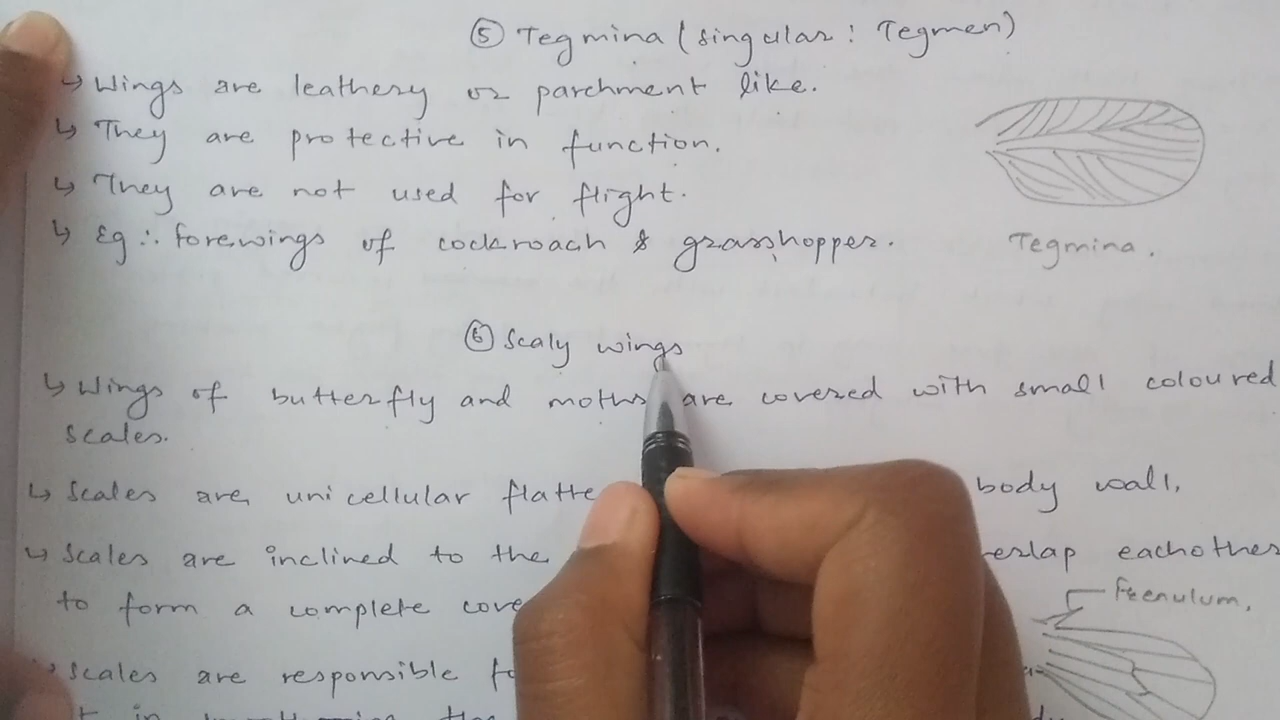 ⑤ Tegmina (singular: Tegmen)
↳ Wings are leathery or parchment like.
↳ They are protective in function.
↳ They are not used for flight.
↳ Eg ∴ forewings of cockroach & grasshopper.
Tegmina.
⑥ Scaly wings
↳ Wings of butterfly and moths are covered with small coloured
scales.
↳ Scales are unicellular body wall,
↳ Scales are inclined to the eachother
to form a complete
Frenulum.
Scales are responsible
in